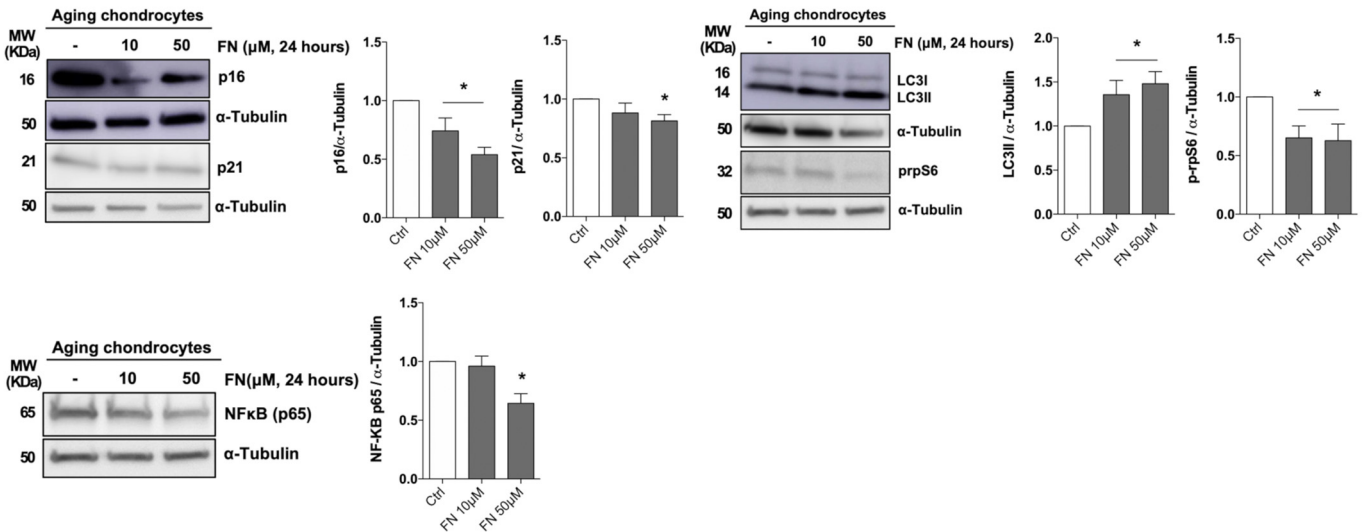 Aging chondrocytes
MW
(KDa)
- 10 50 FN (µM, 24 hours)
16 p16
50 α-Tubulin
21 p21
50 α-Tubulin
p16/α-Tubulin
1.5
1.0
0.5
0.0
*
Ctrl
FN 10µM
FN 50µM
p21/α-Tubulin
1.5
1.0
0.5
0.0
*
Ctrl
FN 10µM
FN 50µM
Aging chondrocytes
MW
(KDa)
- 10 50 FN (µM, 24 hours)
16 LC3I
14 LC3II
50 α-Tubulin
32 prpS6
50 α-Tubulin
LC3II/α-Tubulin
2.0
1.5
1.0
0.5
0.0
*
Ctrl
FN 10µM
FN 50µM
p-rpS6/α-Tubulin
1.5
1.0
0.5
0.0
*
Ctrl
FN 10µM
FN 50µM
Aging chondrocytes
MW
(KDa)
- 10 50 FN(µM, 24 hours)
65 NFκB (p65)
50 α-Tubulin
NF-KB p65/α-Tubulin
1.5
1.0
0.5
0.0
*
Ctrl
FN 10µM
FN 50µM